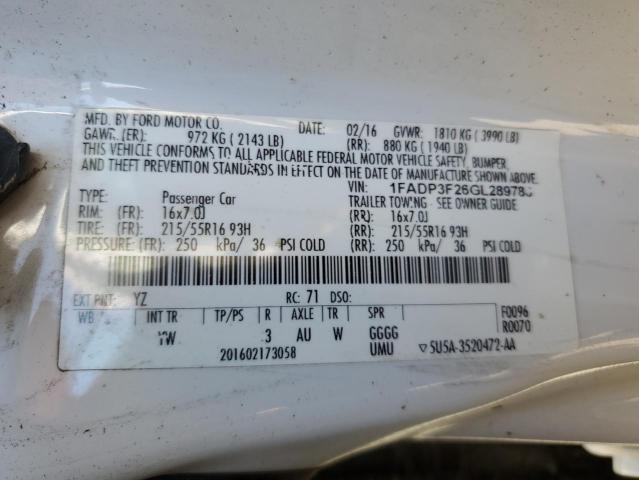 MFD. BY FORD MOTOR CO. DATE: 02/16 GVWR: 1810 KG ( 3990 LB)
GAWR: (FR): 972 KG ( 2143 LB) (RR): 880 KG ( 1940 LB)
THIS VEHICLE CONFORMS TO ALL APPLICABLE FEDERAL MOTOR VEHICLE SAFETY, BUMPER,
AND THEFT PREVENTION STANDARDS IN EFFECT ON THE DATE OF MANUFACTURE SHOWN ABOVE.
VIN: 1FADP3F26GL28978
TYPE: Passenger Car TRAILER TOWING - SEE OWNER GUIDE
RIM: (FR): 16x7.0J (RR): 16x7.0J
TIRE: (FR): 215/55R16 93H (RR): 215/55R16 93H
PRESSURE: (FR): 250 kPa/ 36 PSI COLD (RR): 250 kPa/ 36 PSI COLD
EXT PNT: YZ RC: 71 DSO:
WB INT TR TP/PS R AXLE TR SPR F0096
R0070
YW 3 AU W GGGG
201602173058 UMU ▽5U5A-3520472-AA